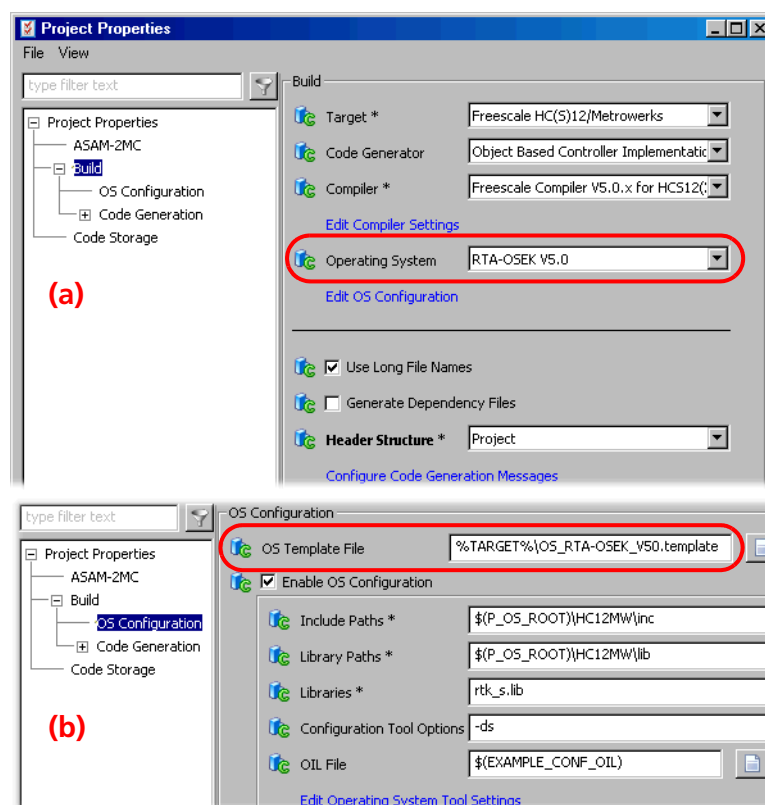 Project Properties
File View
type filter text
Project Properties
ASAM-2MC
Build
OS Configuration
Code Generation
Code Storage
(a)
Build
Target * Freescale HC(S)12/Metrowerks
Code Generator Object Based Controller Implementatic
Compiler * Freescale Compiler V5.0.x for HCS12(
Edit Compiler Settings
Operating System RTA-OSEK V5.0
Edit OS Configuration
Use Long File Names
Generate Dependency Files
Header Structure * Project
Configure Code Generation Messages
type filter text
Project Properties
ASAM-2MC
Build
OS Configuration
Code Generation
Code Storage
(b)
OS Configuration
OS Template File %TARGET%\OS_RTA-OSEK_V50.template
Enable OS Configuration
Include Paths * $(P_OS_ROOT)\HC12MW\inc
Library Paths * $(P_OS_ROOT)\HC12MW\lib
Libraries * rtk_s.lib
Configuration Tool Options -ds
OIL File $(EXAMPLE_CONF_OIL)
Edit Operating System Tool Settings